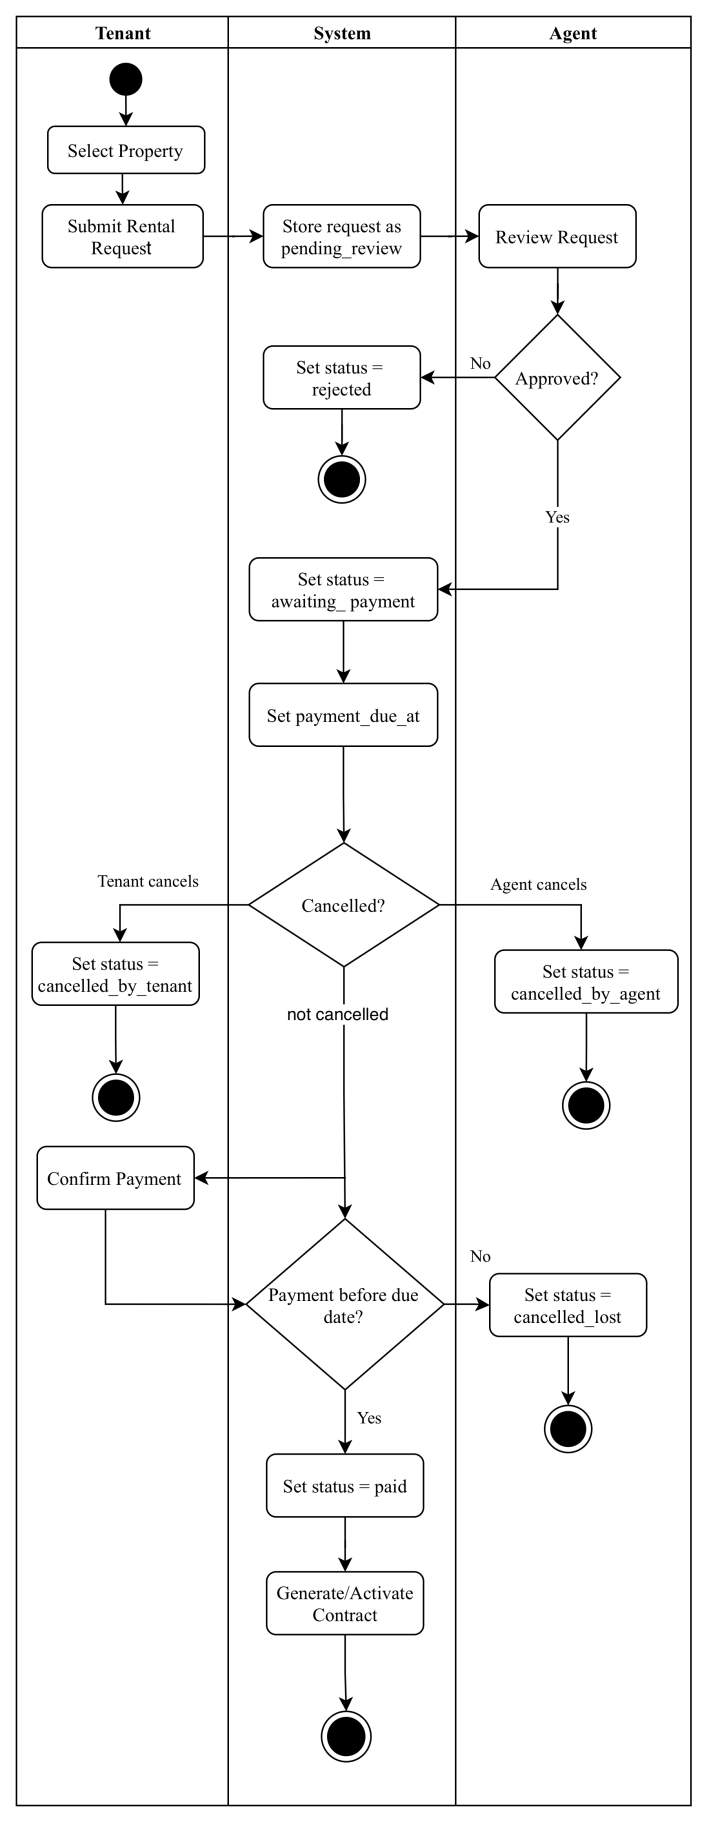 Tenant
System
Agent
Select Property
Submit Rental
Request
Store request as
pending_review
Review Request
Set status =
rejected
No
Approved?
Yes
Set status =
awaiting_ payment
Set payment_due_at
Tenant cancels
Cancelled?
Agent cancels
Set status =
cancelled_by_tenant
Set status =
cancelled_by_agent
not cancelled
Confirm Payment
Payment before due
date?
No
Set status =
cancelled_lost
Yes
Set status = paid
Generate/Activate
Contract